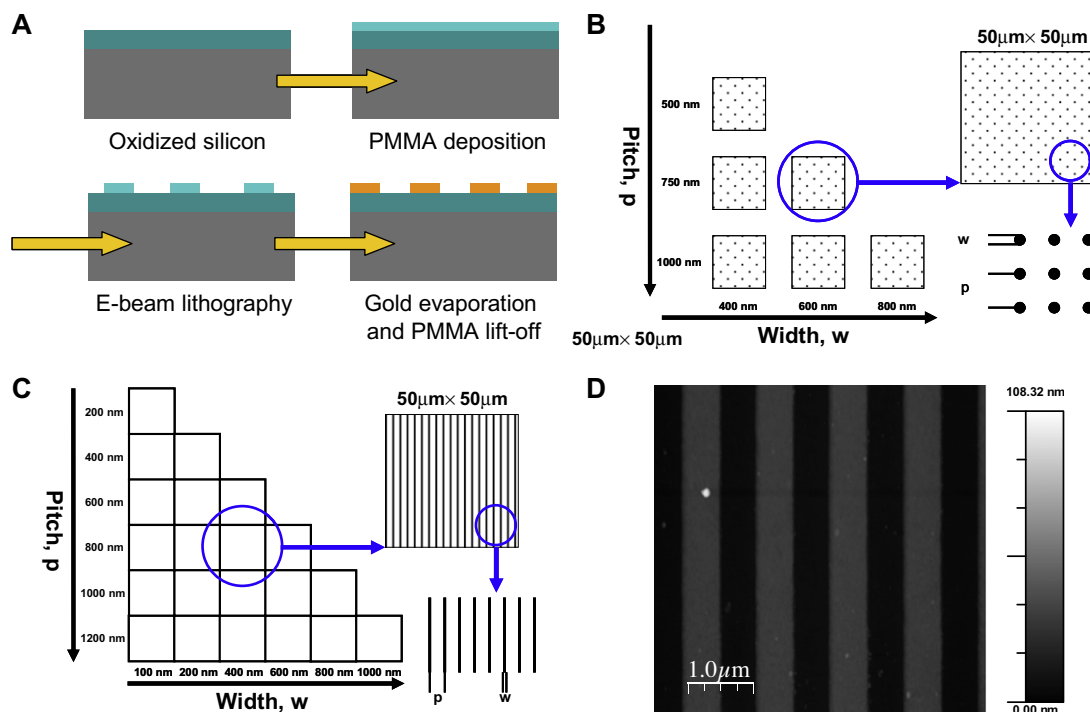 A
Oxidized silicon
PMMA deposition
E-beam lithography
Gold evaporation
and PMMA lift-off
B
50μm× 50μm
Pitch, p
500 nm
750 nm
1000 nm
400 nm
600 nm
800 nm
Width, w
50μm× 50μm
w
p
C
50μm× 50μm
Pitch, p
200 nm
400 nm
600 nm
800 nm
1000 nm
1200 nm
100 nm
200 nm
400 nm
600 nm
800 nm
1000 nm
Width, w
p
w
D
108.32 nm
1.0μm
0.00 nm